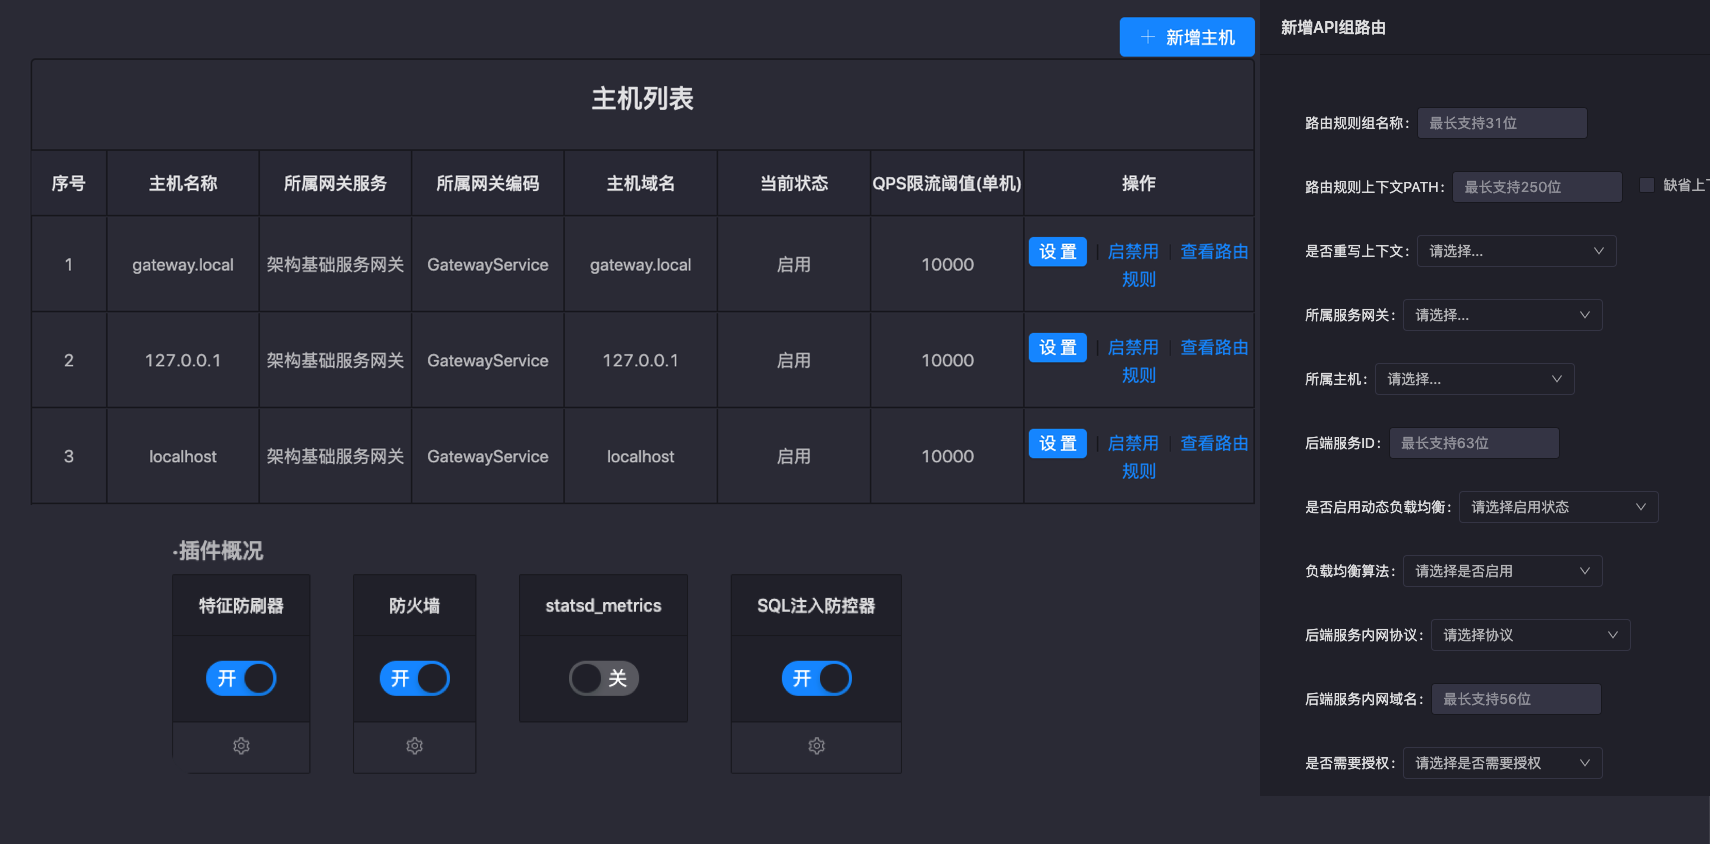 新增主机
主机列表
序号 主机名称 所属网关服务 所属网关编码 主机域名 当前状态 QPS限流阈值(单机) 操作
1 gateway.local 架构基础服务网关 GatewayService gateway.local 启用 10000 设 置 启禁用 查看路由
规则
2 127.0.0.1 架构基础服务网关 GatewayService 127.0.0.1 启用 10000 设 置 启禁用 查看路由
规则
3 localhost 架构基础服务网关 GatewayService localhost 启用 10000 设 置 启禁用 查看路由
规则
·插件概况
特征防刷器 防火墙 statsd_metrics SQL注入防控器
开 开 关 开
新增API组路由
路由规则组名称: 最长支持31位
路由规则上下文PATH: 最长支持250位 缺省上下
是否重写上下文: 请选择...
所属服务网关: 请选择...
所属主机: 请选择...
后端服务ID: 最长支持63位
是否启用动态负载均衡: 请选择启用状态
负载均衡算法: 请选择是否启用
后端服务内网协议: 请选择协议
后端服务内网域名: 最长支持56位
是否需要授权: 请选择是否需要授权